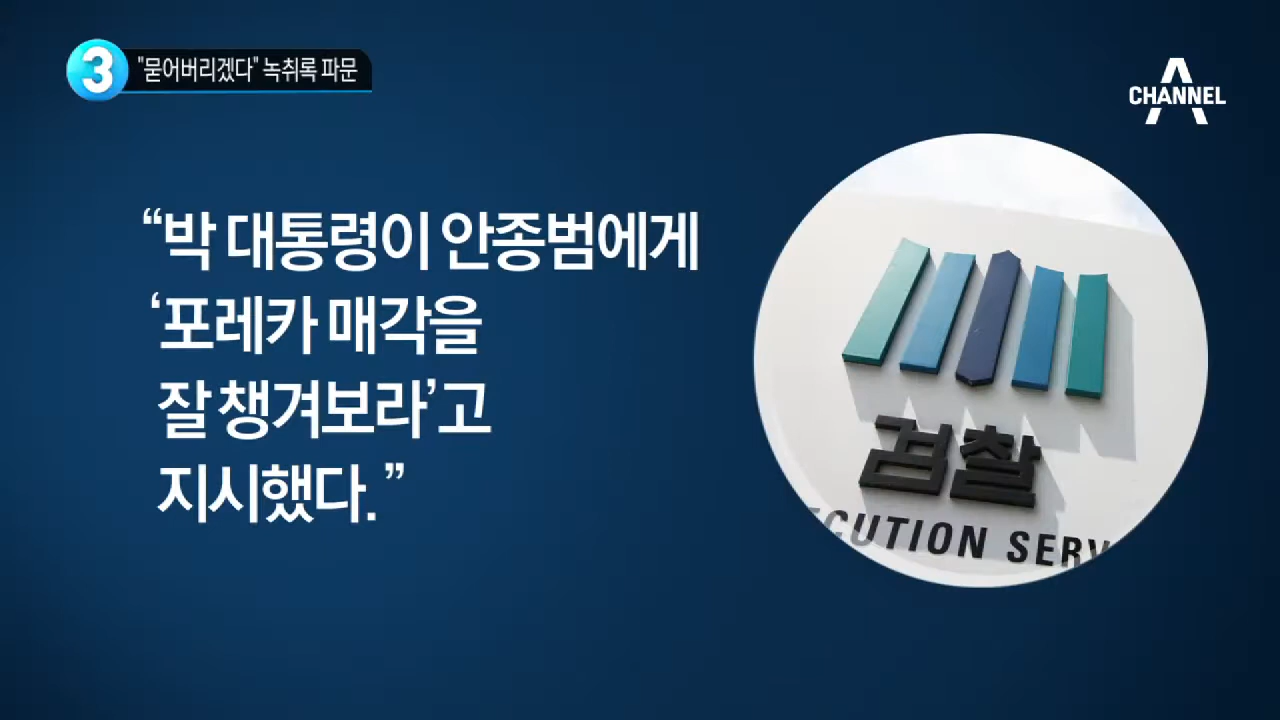 3 "묻어버리겠다" 녹취록 파문
CHANNEL A
“박 대통령이 안종범에게
‘포레카 매각을
잘 챙겨보라’고
지시했다.”
검찰
ECUTION SERV